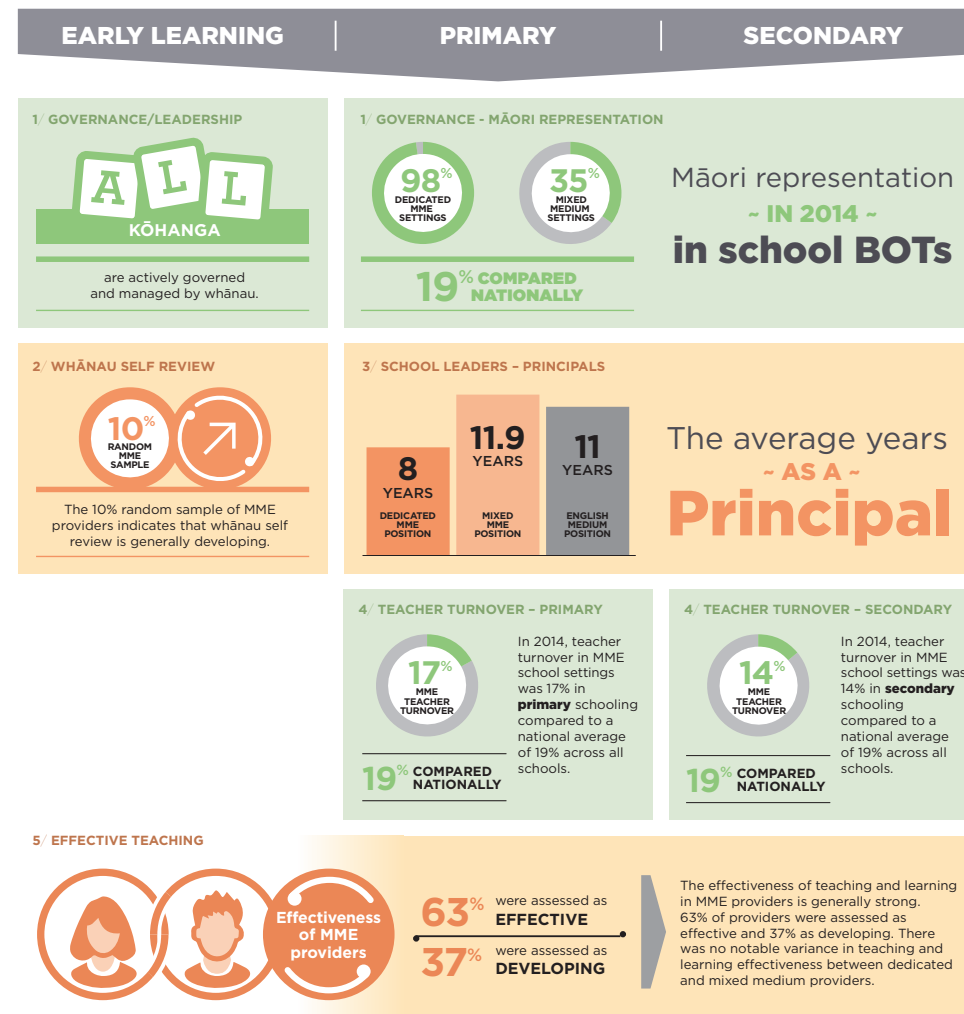 EARLY LEARNING
PRIMARY
SECONDARY
1/ GOVERNANCE/LEADERSHIP
ALL
KŌHANGA
are actively governed
and managed by whānau.
1/ GOVERNANCE - MĀORI REPRESENTATION
98%
DEDICATED
MME
SETTINGS
35%
MIXED
MEDIUM
SETTINGS
19% COMPARED
NATIONALLY
Māori representation
~ IN 2014 ~
in school BOTs
2/ WHĀNAU SELF REVIEW
10%
RANDOM
MME
SAMPLE
The 10% random sample of MME
providers indicates that whānau self
review is generally developing.
3/ SCHOOL LEADERS – PRINCIPALS
8
YEARS
DEDICATED
MME
POSITION
11.9
YEARS
MIXED
MME
POSITION
11
YEARS
ENGLISH
MEDIUM
POSITION
The average years
~ AS A ~
Principal
4/ TEACHER TURNOVER – PRIMARY
17%
MME
TEACHER
TURNOVER
19% COMPARED
NATIONALLY
In 2014, teacher
turnover in MME
school settings
was 17% in
primary schooling
compared to a
national average
of 19% across all
schools.
4/ TEACHER TURNOVER – SECONDARY
14%
MME
TEACHER
TURNOVER
19% COMPARED
NATIONALLY
In 2014, teacher
turnover in MME
school settings was
14% in secondary
schooling
compared to a
national average
of 19% across all
schools.
5/ EFFECTIVE TEACHING
Effectiveness
of MME
providers
63% were assessed as
EFFECTIVE
37% were assessed as
DEVELOPING
The effectiveness of teaching and learning
in MME providers is generally strong.
63% of providers were assessed as
effective and 37% as developing. There
was no notable variance in teaching and
learning effectiveness between dedicated
and mixed medium providers.